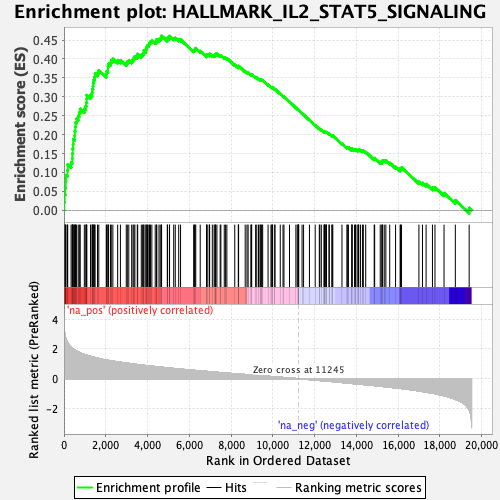 Enrichment plot: HALLMARK_IL2_STAT5_SIGNALING
Enrichment score (ES)
0.45
0.40
0.35
0.30
0.25
0.20
0.15
0.10
0.05
0.00
'na_pos' (positively correlated)
Ranked list metric (PreRanked)
4
2
0
-2
Zero cross at 11245
'na_neg' (negatively correlated)
0
2,000
4,000
6,000
8,000
10,000
12,000
14,000
16,000
18,000
20,000
Rank in Ordered Dataset
Enrichment profile
Hits
Ranking metric scores